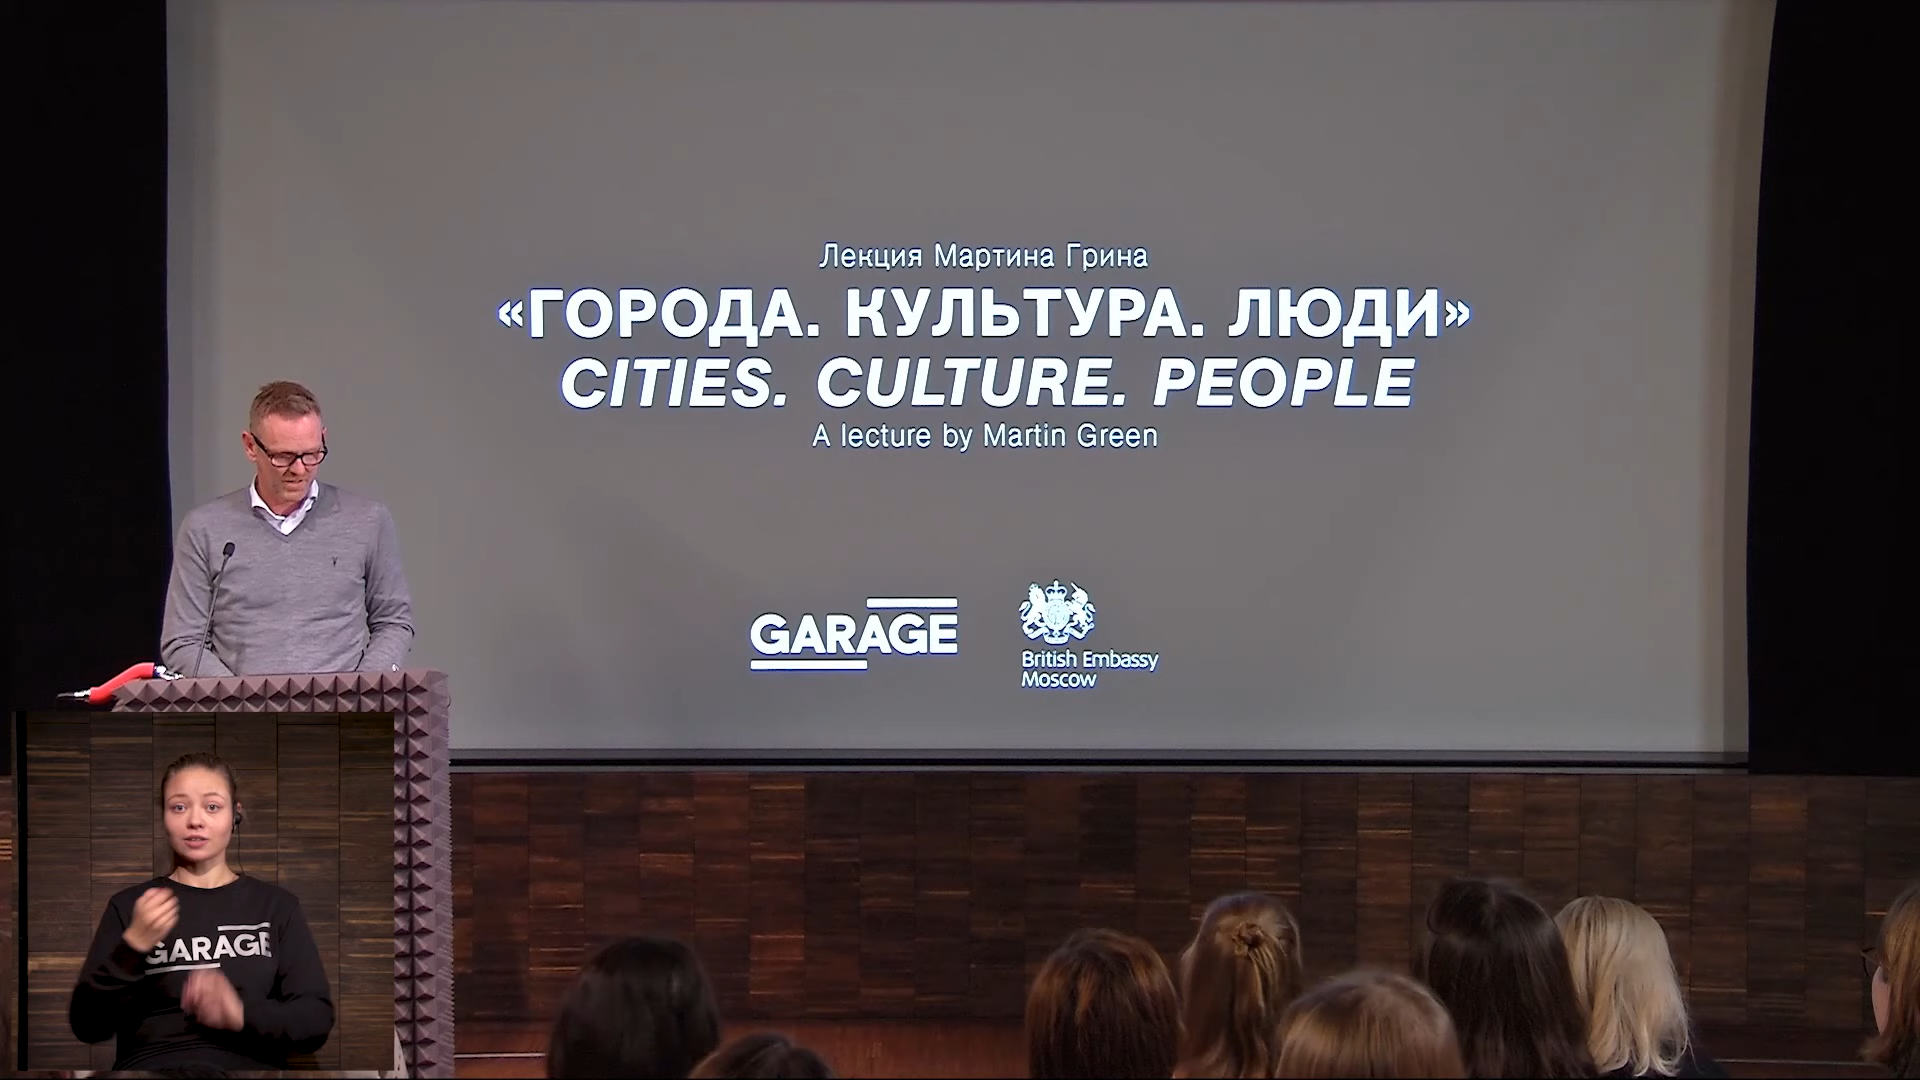 Лекция Мартина Грина
«ГОРОДА. КУЛЬТУРА. ЛЮДИ»
CITIES. CULTURE. PEOPLE
A lecture by Martin Green
GARAGE
British Embassy
Moscow
GARAGE